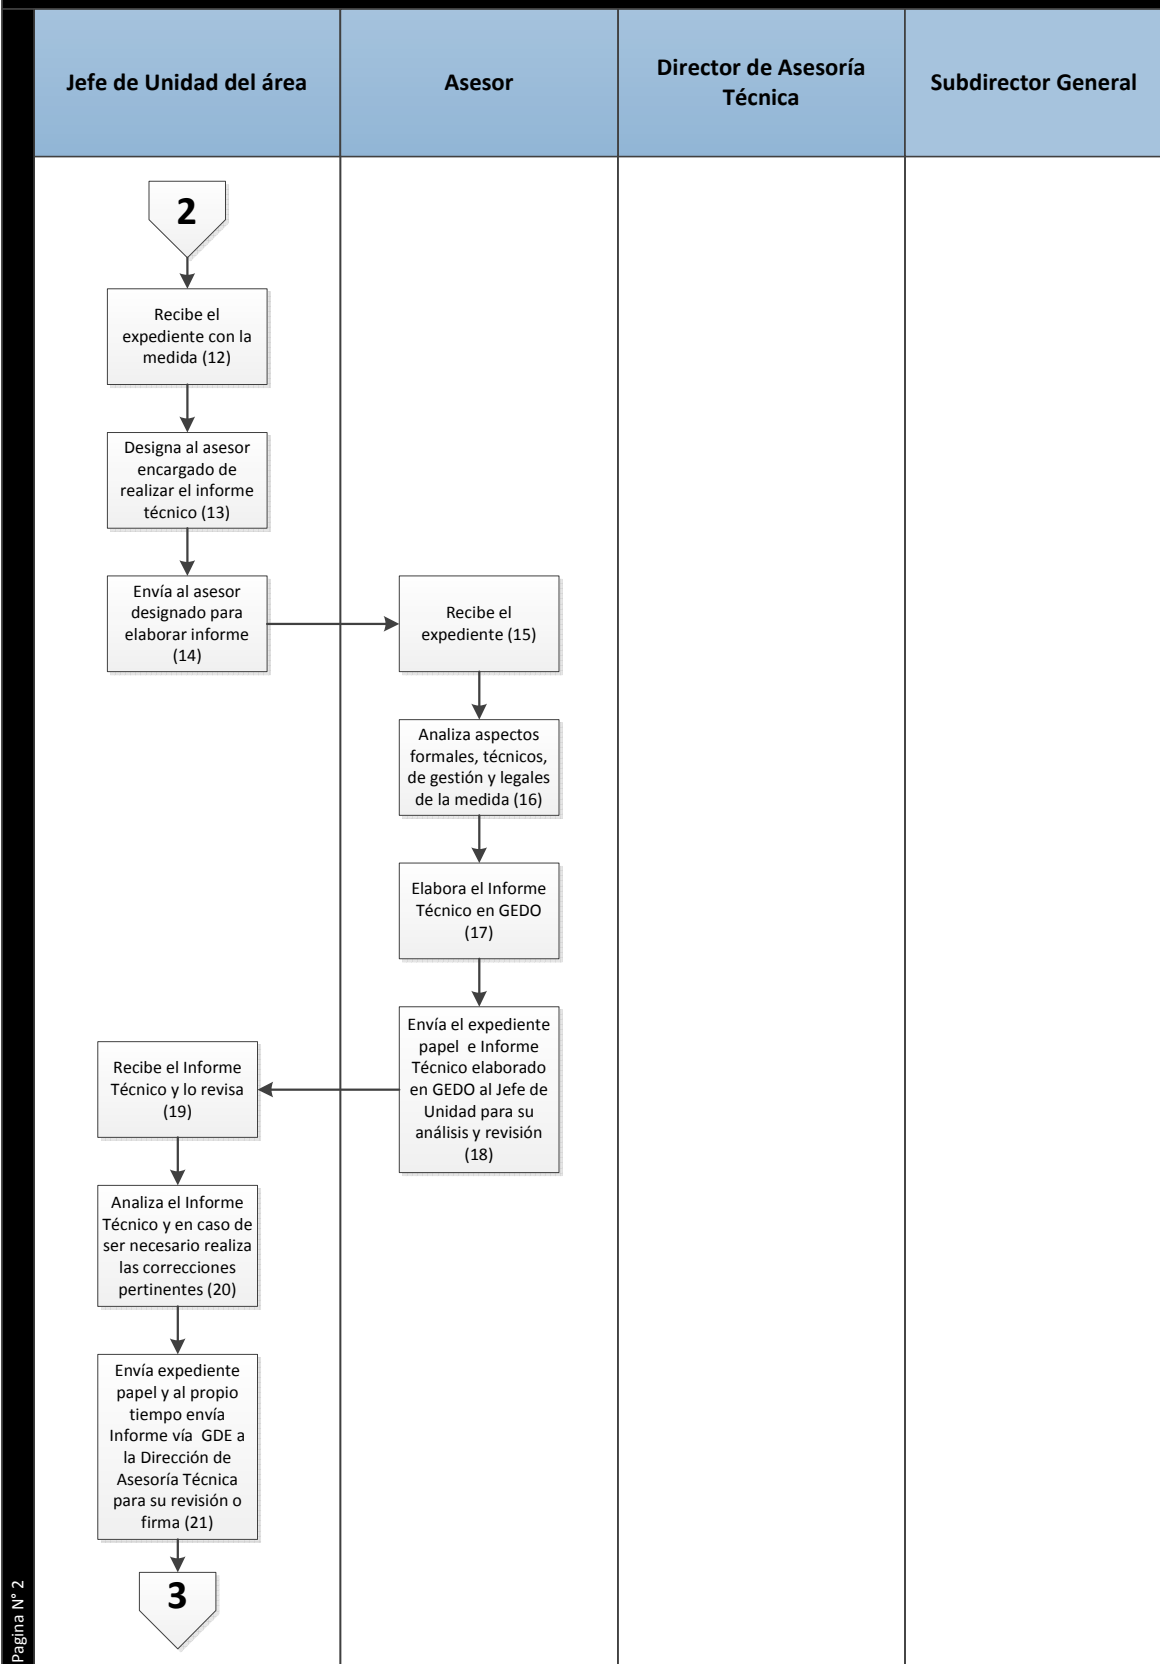 Jefe de Unidad del área
Asesor
Director de Asesoría
Técnica
Subdirector General
2
Recibe el
expediente con la
medida (12)
Designa al asesor
encargado de
realizar el informe
técnico (13)
Envía al asesor
designado para
elaborar informe
(14)
Recibe el
expediente (15)
Analiza aspectos
formales, técnicos,
de gestión y legales
de la medida (16)
Elabora el Informe
Técnico en GEDO
(17)
Envía el expediente
papel e Informe
Técnico elaborado
en GEDO al Jefe de
Unidad para su
análisis y revisión
(18)
Recibe el Informe
Técnico y lo revisa
(19)
Analiza el Informe
Técnico y en caso de
ser necesario realiza
las correcciones
pertinentes (20)
Envía expediente
papel y al propio
tiempo envía
Informe vía GDE a
la Dirección de
Asesoría Técnica
para su revisión o
firma (21)
3
Pagina N° 2